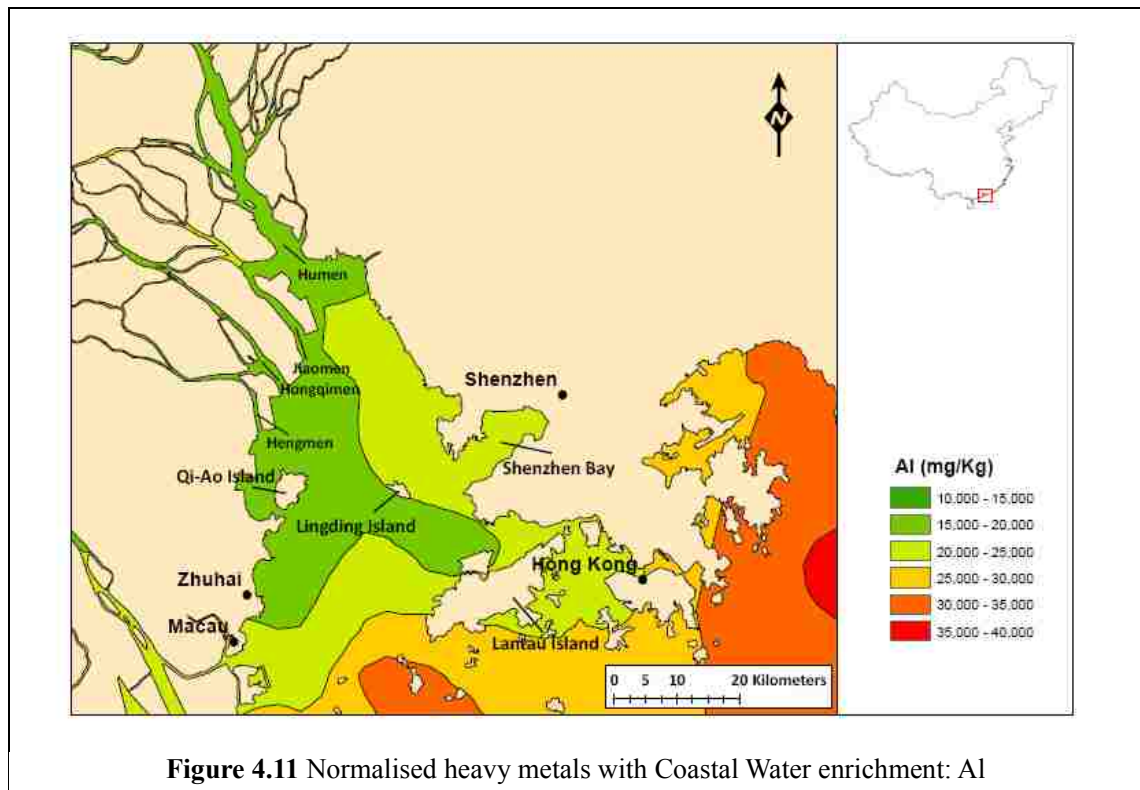 N
Humen
Jiaomen
Hongqimen
Shenzhen
Hengmen
Shenzhen Bay
Qi-Ao Island
Lingding Island
Hong Kong
Zhuhai
Macau
Lantau Island
0 5 10 20 Kilometers
Al (mg/Kg)
10.000 - 15.000
15.000 - 20.000
20.000 - 25.000
25.000 - 30.000
30.000 - 35.000
35.000 - 40.000
Figure 4.11 Normalised heavy metals with Coastal Water enrichment: Al